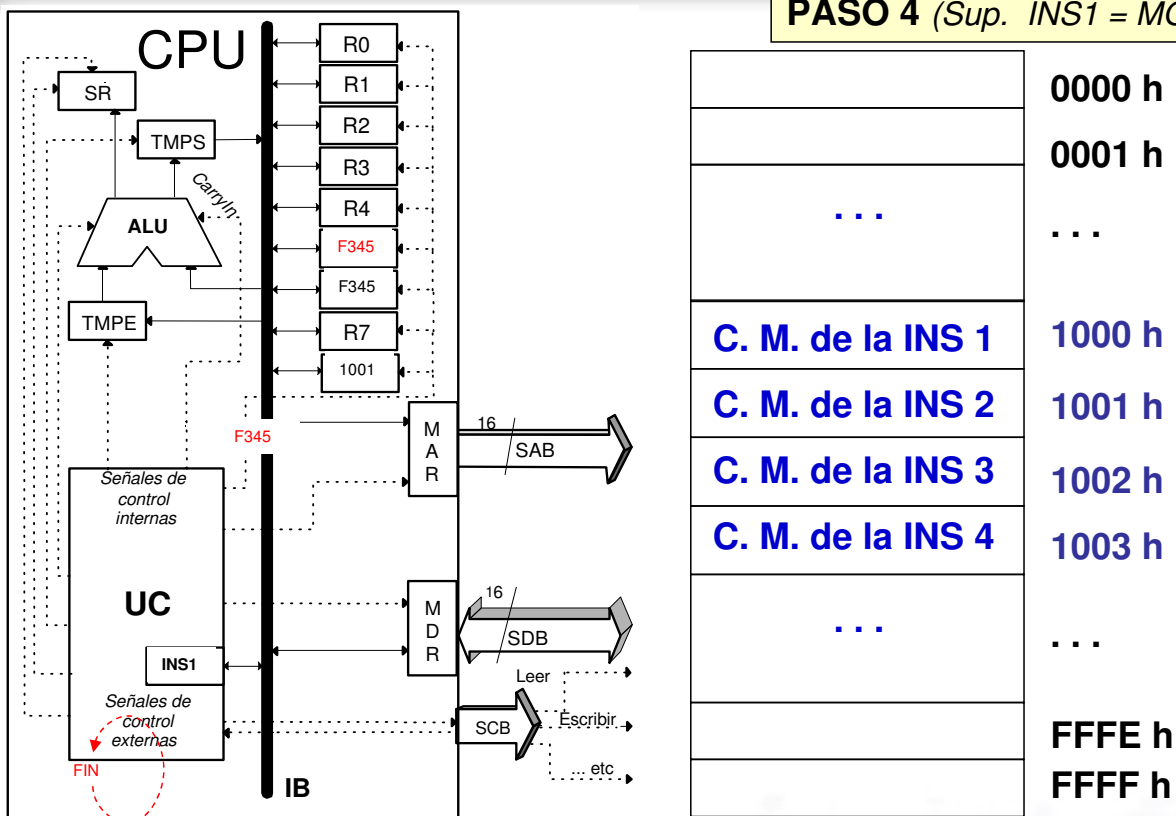 PASO 4 (Sup. INS1 = MO
CPU
SR
TMPS
CarryIn
ALU
TMPE
R0
R1
R2
R3
R4
F345
F345
R7
1001
F345
M
A
R
16
SAB
Señales de
control
internas
UC
INS1
Señales de
control
externas
FIN
IB
M
D
R
16
SDB
Leer
SCB
Escribir
... etc
0000 h
0001 h
. . .
. . .
C. M. de la INS 1
1000 h
C. M. de la INS 2
1001 h
C. M. de la INS 3
1002 h
C. M. de la INS 4
1003 h
. . .
. . .
FFFE h
FFFF h